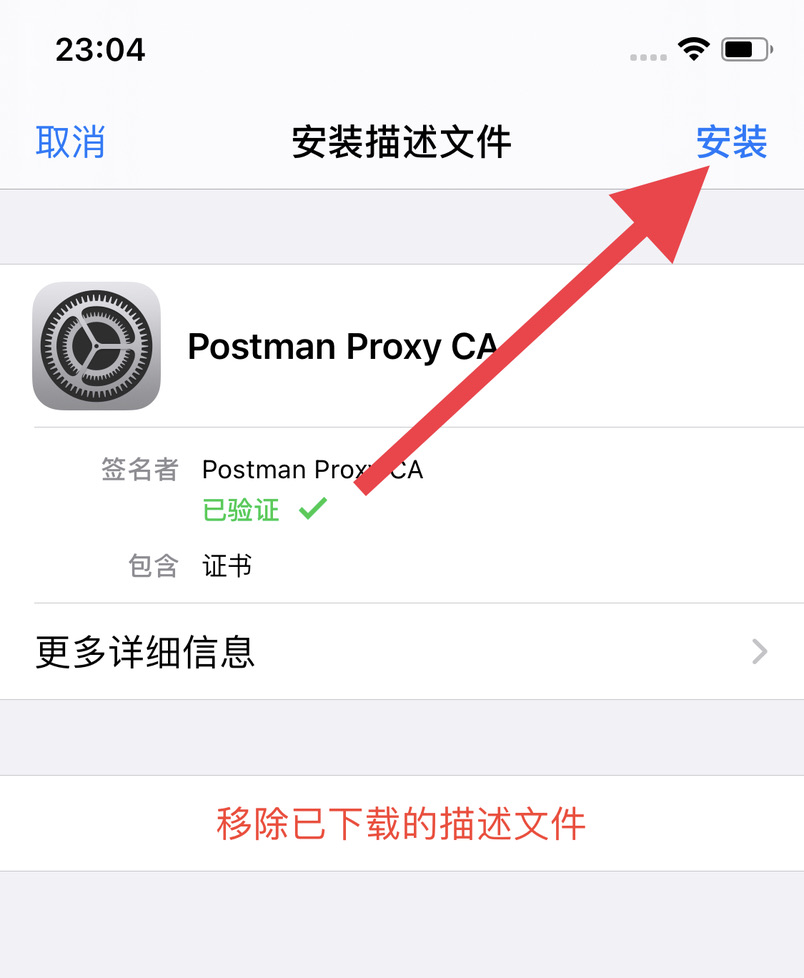 23:04
取消 安装描述文件 安装
Postman Proxy CA
签名者 Postman Proxy CA
已验证
包含 证书
更多详细信息
移除已下载的描述文件